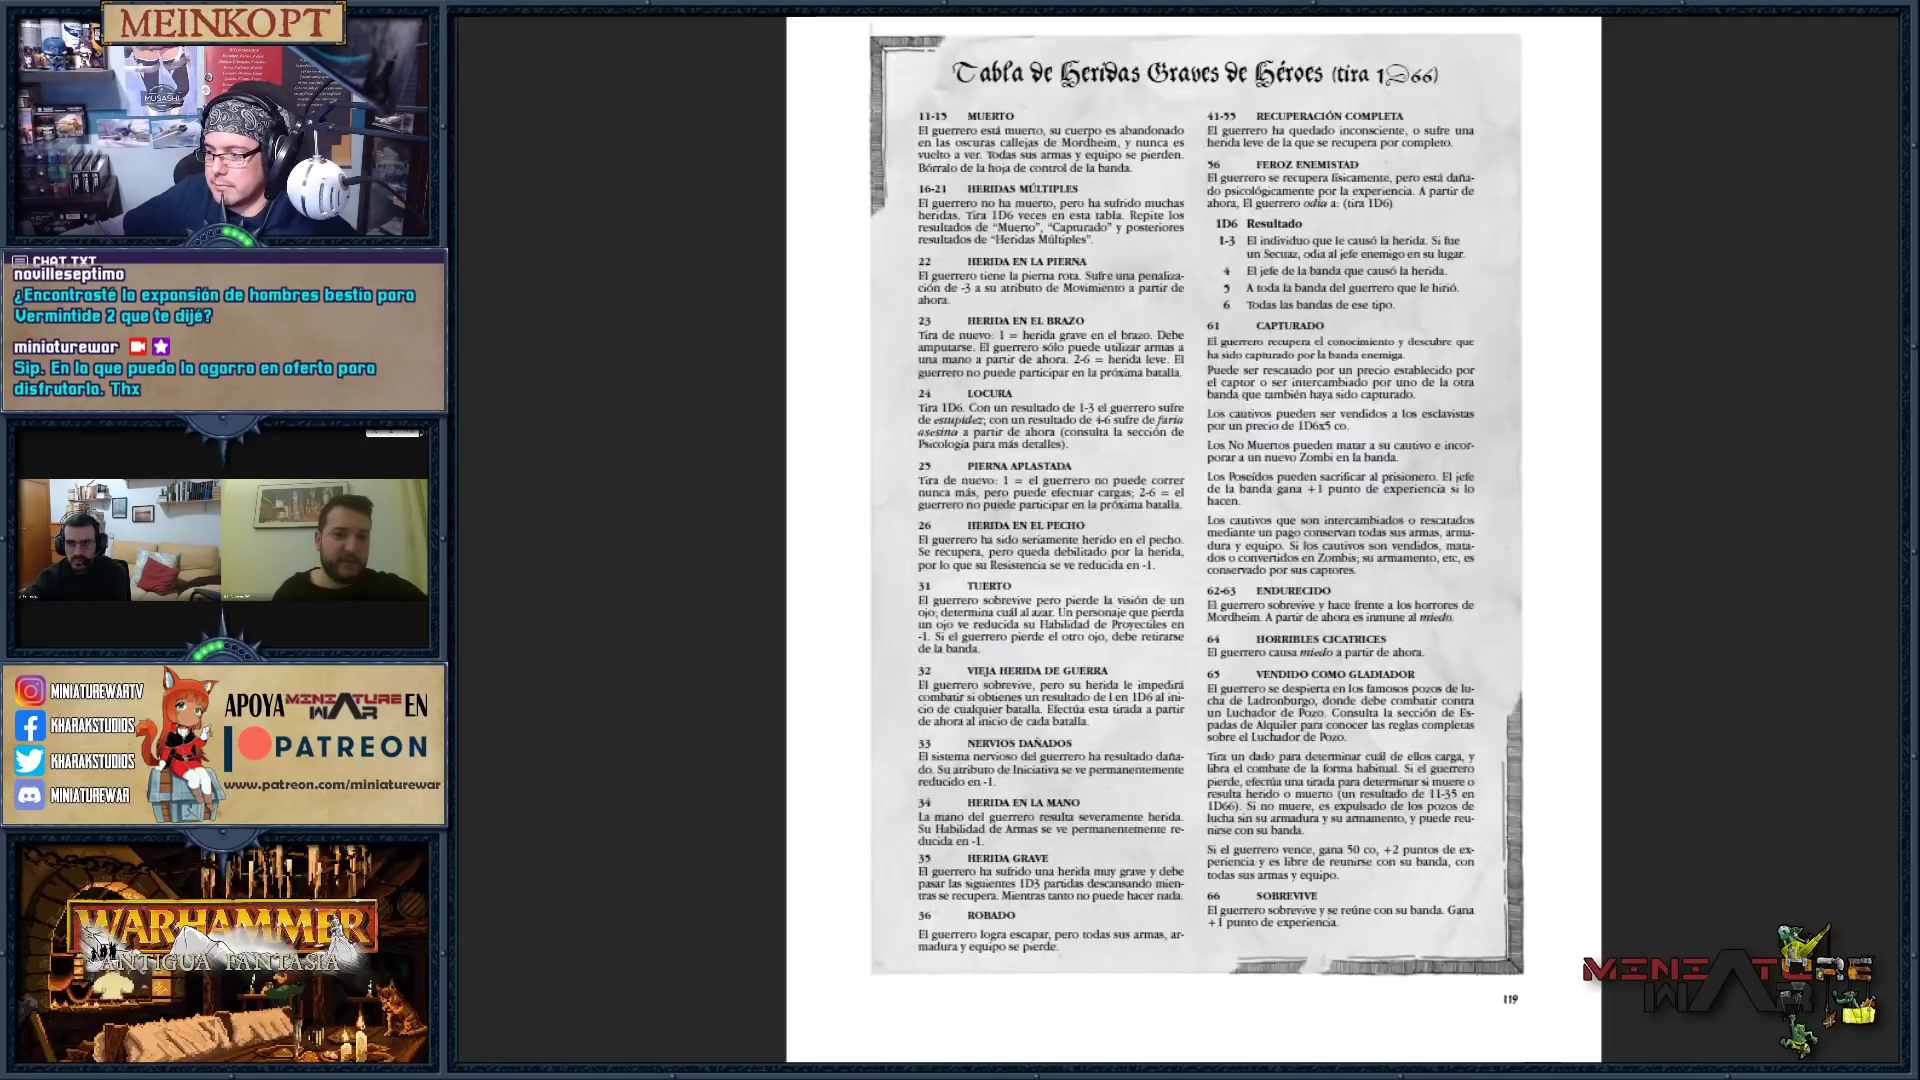 MEINKOPT
MUSASHI
CHAT.TXT
novilleseptimo
¿Encontrasté la expansión de hombres bestia para
Vermintide 2 que te dijé?
miniaturewar
Sip. En lo que pueda la agarro en oferta para
disfrutarla. Thx
MINIATUREWARTV
KHARAKSTUDIOS
KHARAKSTUDIOS
MINIATUREWAR
APOYA MINIATURE WAR EN
PATREON
www.patreon.com/miniaturewar
WARHAMMER
ANTIGUA FANTASIA
Tabla de Heridas Graves de Héroes (tira 1D66)
11-15 MUERTO
El guerrero está muerto, su cuerpo es abandonado
en las oscuras callejas de Mordheim, y nunca es
vuelto a ver. Todas sus armas y equipo se pierden.
Bórralo de la hoja de control de la banda.
16-21 HERIDAS MÚLTIPLES
El guerrero no ha muerto, pero ha sufrido muchas
heridas. Tira 1D6 veces en esta tabla. Repite los
resultados de “Muerto”, “Capturado” y posteriores
resultados de “Heridas Múltiples”.
22 HERIDA EN LA PIERNA
El guerrero tiene la pierna rota. Sufre una penaliza-
ción de -3 a su atributo de Movimiento a partir de
ahora.
23 HERIDA EN EL BRAZO
Tira de nuevo: 1 = herida grave en el brazo. Debe
amputarse. El guerrero sólo puede utilizar armas a
una mano a partir de ahora. 2-6 = herida leve. El
guerrero no puede participar en la próxima batalla.
24 LOCURA
Tira 1D6. Con un resultado de 1-3 el guerrero sufre
de estupidez; con un resultado de 4-6 sufre de furia
asesina a partir de ahora (consulta la sección de
Psicología para más detalles).
25 PIERNA APLASTADA
Tira de nuevo: 1 = el guerrero no puede correr
nunca más, pero puede efectuar cargas; 2-6 = el
guerrero no puede participar en la próxima batalla.
26 HERIDA EN EL PECHO
El guerrero ha sido seriamente herido en el pecho.
Se recupera, pero queda debilitado por la herida,
por lo que su Resistencia se ve reducida en -1.
31 TUERTO
El guerrero sobrevive pero pierde la visión de un
ojo; determina cuál al azar. Un personaje que pierda
un ojo ve reducida su Habilidad de Proyectiles en
-1. Si el guerrero pierde el otro ojo, debe retirarse
de la banda.
32 VIEJA HERIDA DE GUERRA
El guerrero sobrevive, pero su herida le impedirá
combatir si obtienes un resultado de 1 en 1D6 al ini-
cio de cualquier batalla. Efectúa esta tirada a partir
de ahora al inicio de cada batalla.
33 NERVIOS DAÑADOS
El sistema nervioso del guerrero ha resultado daña-
do. Su atributo de Iniciativa se ve permanentemente
reducido en -1.
34 HERIDA EN LA MANO
La mano del guerrero resulta severamente herida.
Su Habilidad de Armas se ve permanentemente re-
ducida en -1.
35 HERIDA GRAVE
El guerrero ha sufrido una herida muy grave y debe
pasar las siguientes 1D3 partidas descansando mien-
tras se recupera. Mientras tanto no puede hacer nada.
36 ROBADO
El guerrero logra escapar, pero todas sus armas, ar-
madura y equipo se pierde.
41-55 RECUPERACIÓN COMPLETA
El guerrero ha quedado inconsciente, o sufre una
herida leve de la que se recupera por completo.
56 FEROZ ENEMISTAD
El guerrero se recupera físicamente, pero está daña-
do psicológicamente por la experiencia. A partir de
ahora, El guerrero odia a: (tira 1D6)
1D6 Resultado
1-3 El individuo que le causó la herida. Si fue
un Secuaz, odia al jefe enemigo en su lugar.
4 El jefe de la banda que causó la herida.
5 A toda la banda del guerrero que le hirió.
6 Todas las bandas de ese tipo.
61 CAPTURADO
El guerrero recupera el conocimiento y descubre que
ha sido capturado por la banda enemiga.
Puede ser rescatado por un precio establecido por
el captor o ser intercambiado por uno de la otra
banda que también haya sido capturado.
Los cautivos pueden ser vendidos a los esclavistas
por un precio de 1D6x5 co.
Los No Muertos pueden matar a su cautivo e incor-
porar a un nuevo Zombi en la banda.
Los Poseídos pueden sacrificar al prisionero. El jefe
de la banda gana +1 punto de experiencia si lo
hacen.
Los cautivos que son intercambiados o rescatados
mediante un pago conservan todas sus armas, arma-
dura y equipo. Si los cautivos son vendidos, mata-
dos o convertidos en Zombis; su armamento, etc, es
conservado por sus captores.
62-63 ENDURECIDO
El guerrero sobrevive y hace frente a los horrores de
Mordheim. A partir de ahora es inmune al miedo.
64 HORRIBLES CICATRICES
El guerrero causa miedo a partir de ahora.
65 VENDIDO COMO GLADIADOR
El guerrero se despierta en los famosos pozos de lu-
cha de Ladronburgo, donde debe combatir contra
un Luchador de Pozo. Consulta la sección de Es-
padas de Alquiler para conocer las reglas completas
sobre el Luchador de Pozo.
Tira un dado para determinar cuál de ellos carga, y
libra el combate de la forma habitual. Si el guerrero
pierde, efectúa una tirada para determinar si muere o
resulta herido o muerto (un resultado de 11-35 en
1D66). Si no muere, es expulsado de los pozos de
lucha sin su armadura y su armamento, y puede reu-
nirse con su banda.
Si el guerrero vence, gana 50 co, +2 puntos de ex-
periencia y es libre de reunirse con su banda, con
todas sus armas y equipo.
66 SOBREVIVE
El guerrero sobrevive y se reúne con su banda. Gana
+1 punto de experiencia.
119
MINIATURE
WAR